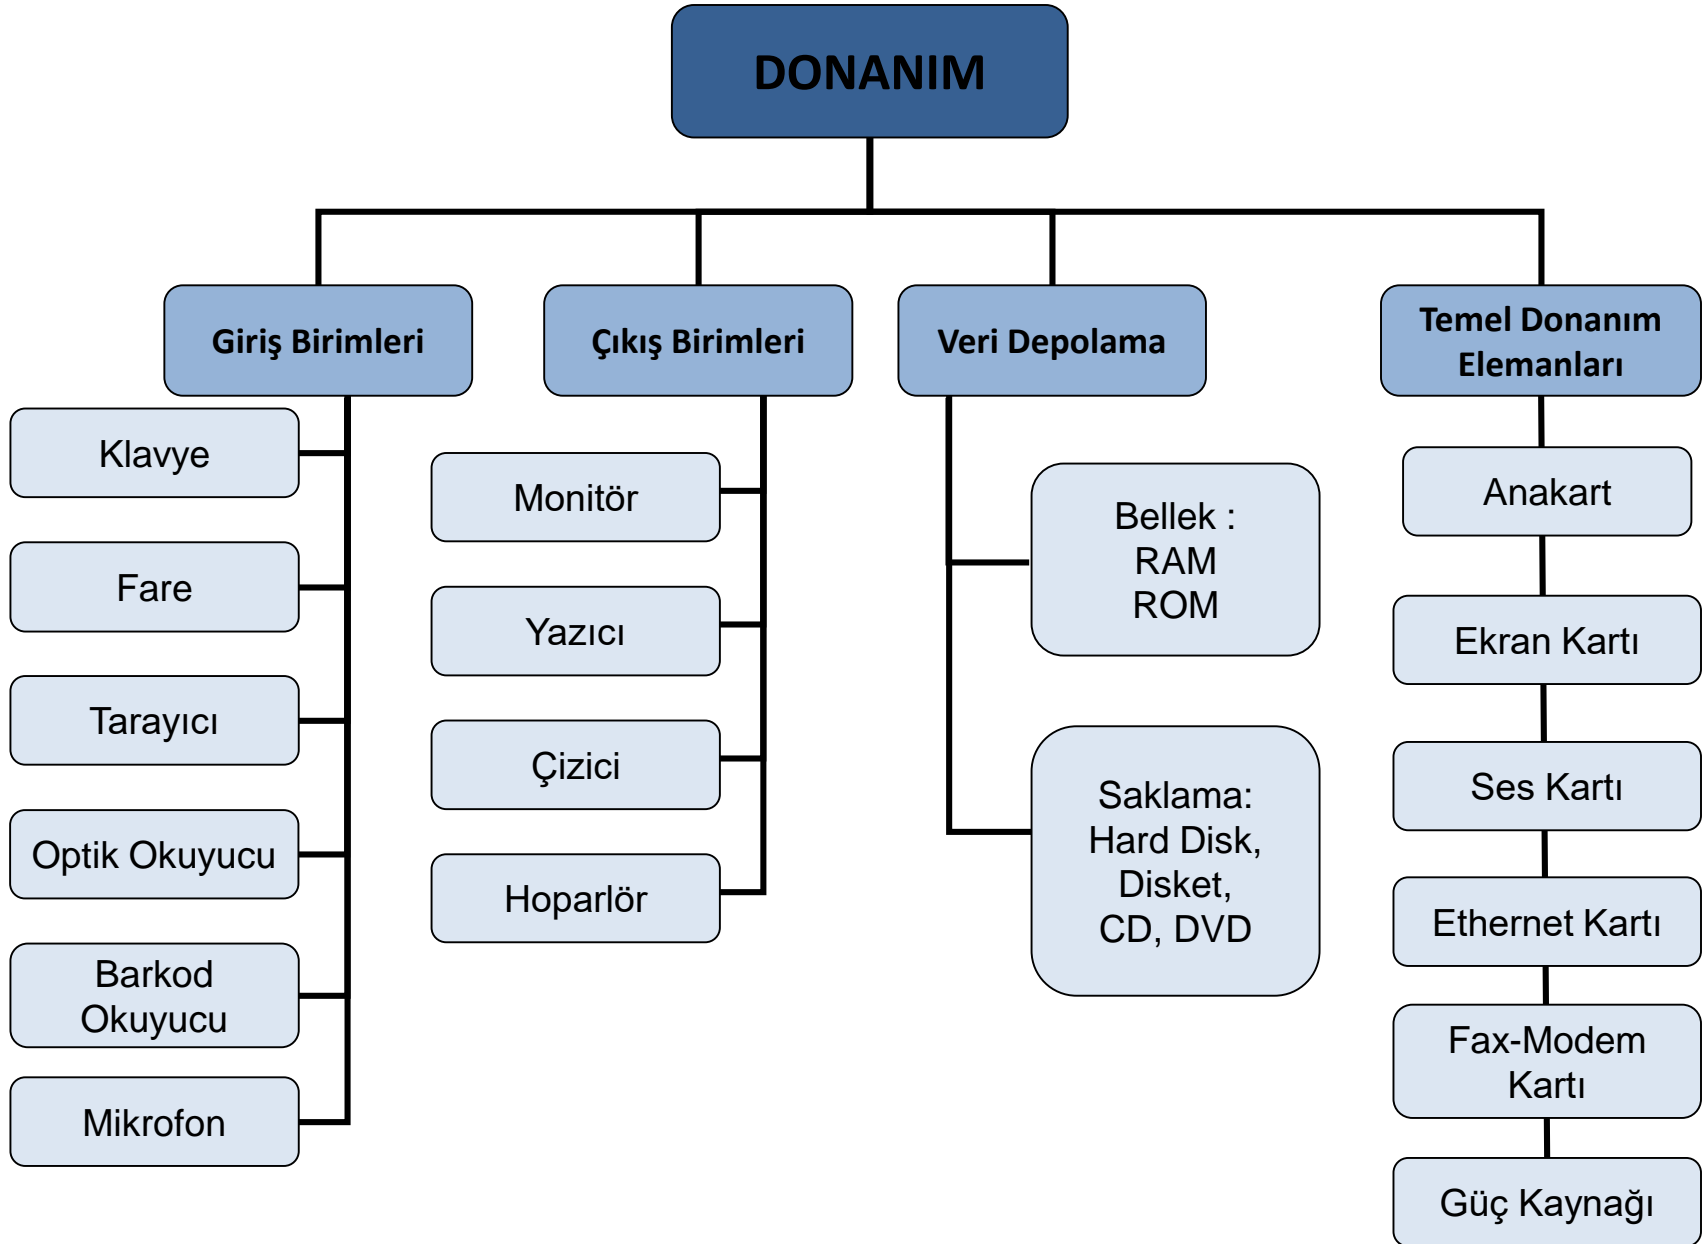 DONANIM
Giriş Birimleri
Klavye
Fare
Tarayıcı
Optik Okuyucu
Barkod
Okuyucu
Mikrofon
Çıkış Birimleri
Monitör
Yazıcı
Çizici
Hoparlör
Veri Depolama
Bellek :
RAM
ROM
Saklama:
Hard Disk,
Disket,
CD, DVD
Temel Donanım
Elemanları
Anakart
Ekran Kartı
Ses Kartı
Ethernet Kartı
Fax-Modem
Kartı
Güç Kaynağı